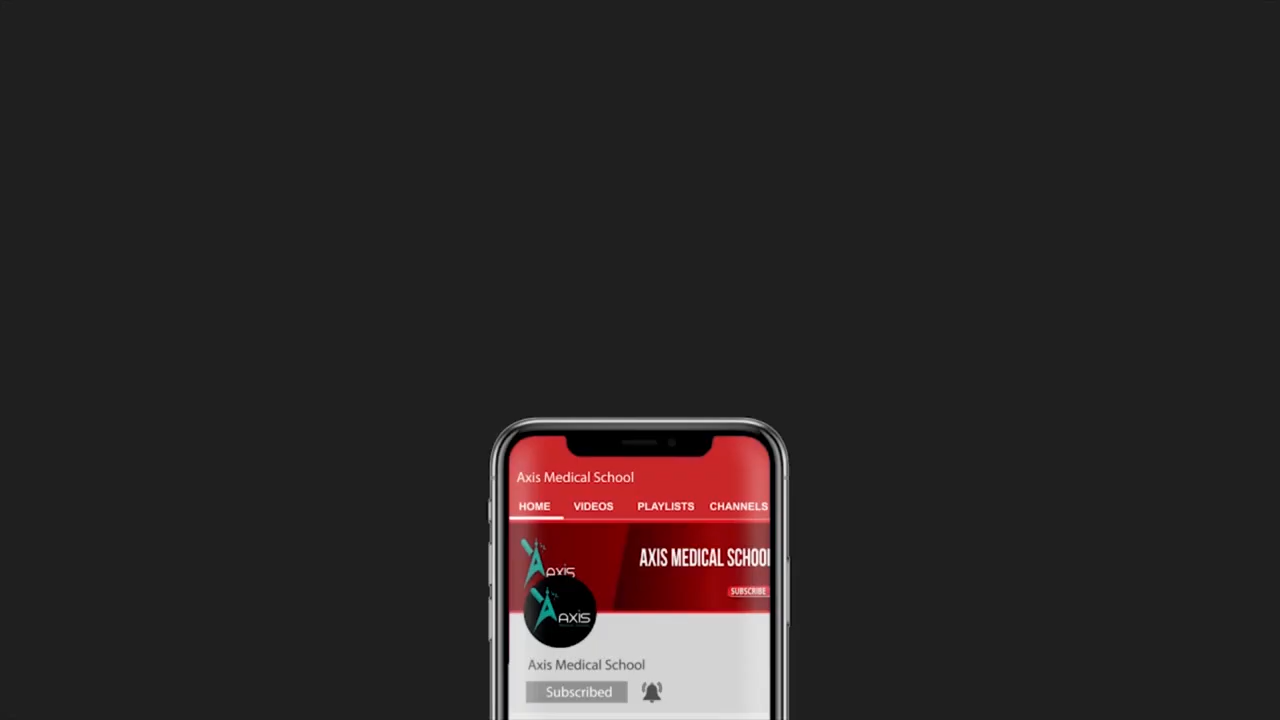 Axis Medical School
HOME VIDEOS PLAYLISTS CHANNELS
AXIS MEDICAL SCHOOL
AXIS
SUBSCRIBE
AXIS
Axis Medical School
Subscribed